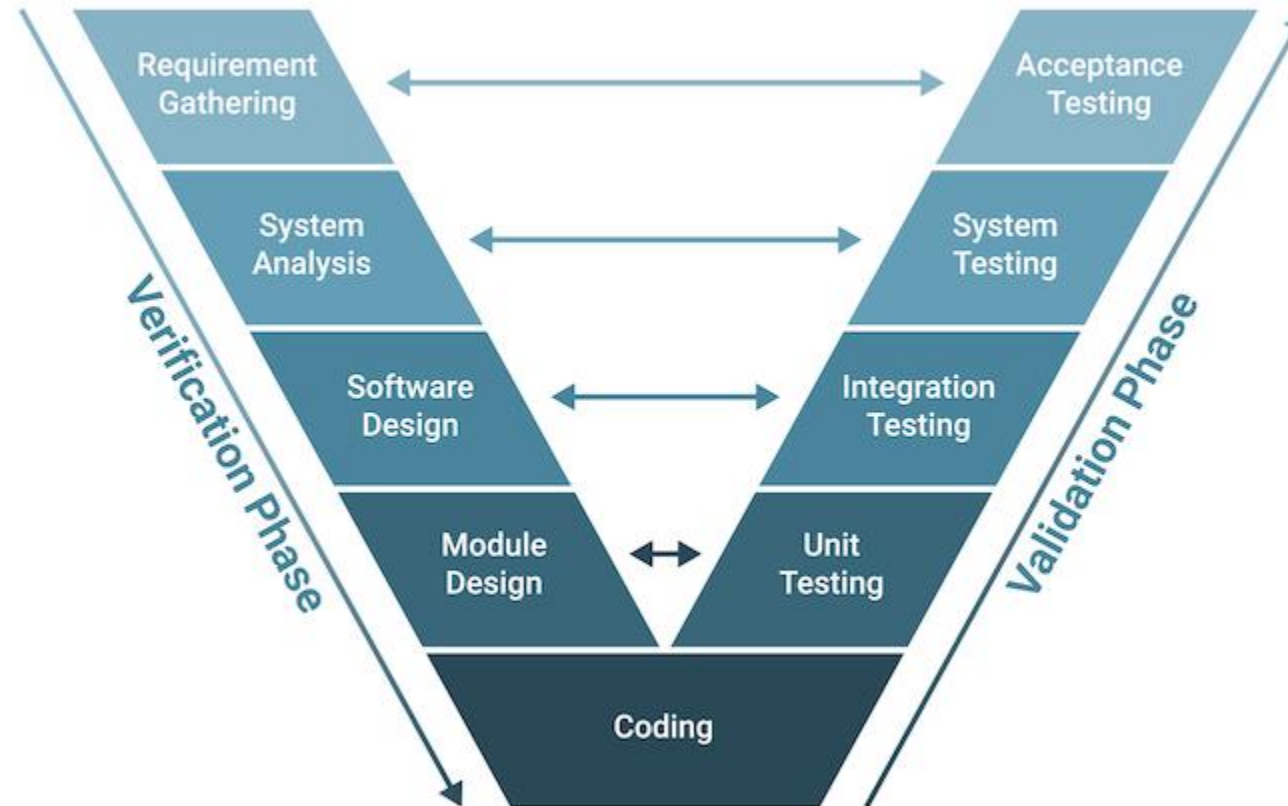 Requirement
Gathering
Acceptance
Testing
System
Analysis
System
Testing
Verification Phase
Validation Phase
Software
Design
Integration
Testing
Module
Design
Unit
Testing
Coding